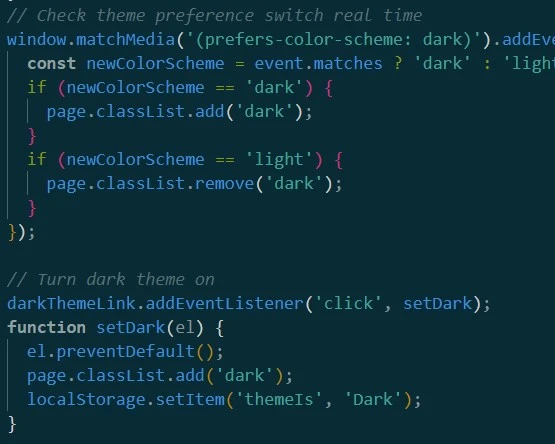 // Check theme preference switch real time
window.matchMedia('(prefers-color-scheme: dark)').addEve
const newColorScheme = event.matches ? 'dark' : 'light
if (newColorScheme == 'dark') {
page.classList.add('dark');
}
if (newColorScheme == 'light') {
page.classList.remove('dark');
}
});
// Turn dark theme on
darkThemeLink.addEventListener('click', setDark);
function setDark(el) {
el.preventDefault();
page.classList.add('dark');
localStorage.setItem('themeIs', 'Dark');
}